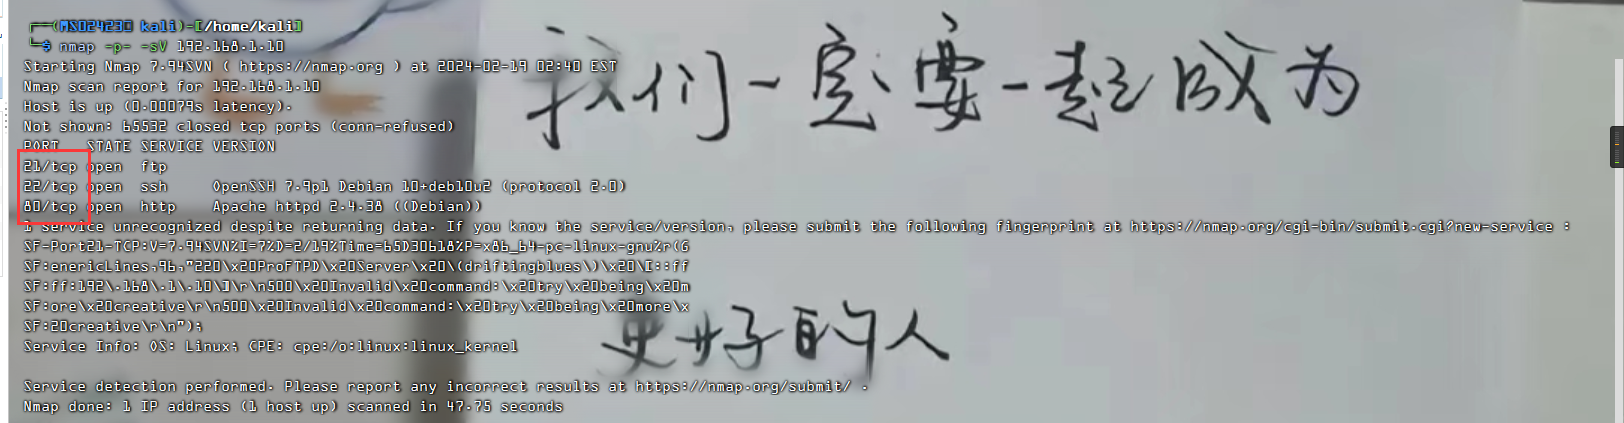 ┌──(MS02423㉿kali)-[/home/kali]
└─$ nmap -p- -sV 192.168.1.10
Starting Nmap 7.94SVN ( https://nmap.org ) at 2024-02-19 02:40 EST
Nmap scan report for 192.168.1.10
Host is up (0.00079s latency).
Not shown: 65532 closed tcp ports (conn-refused)
PORT   STATE SERVICE VERSION
21/tcp open  ftp
22/tcp open  ssh     OpenSSH 7.9p1 Debian 10+deb10u2 (protocol 2.0)
80/tcp open  http    Apache httpd 2.4.38 ((Debian))
1 service unrecognized despite returning data. If you know the service/version, please submit the following fingerprint at https://nmap.org/cgi-bin/submit.cgi?new-service :
SF-Port21-TCP:V=7.94SVN%I=7%D=2/19%Time=65D30618%P=x86_64-pc-linux-gnu%r(G
SF:enericLines,96,"220\x20ProFTPD\x20Server\x20\(driftingblues\)\x20\[::ff
SF:ff:192\.168\.1\.10\]\r\n500\x20Invalid\x20command:\x20try\x20being\x20m
SF:ore\x20creative\r\n500\x20Invalid\x20command:\x20try\x20being\x20more\x
SF:20creative\r\n");
Service Info: OS: Linux; CPE: cpe:/o:linux:linux_kernel
Service detection performed. Please report any incorrect results at https://nmap.org/submit/ .
Nmap done: 1 IP address (1 host up) scanned in 47.75 seconds
我们一定要一起成为
更好的人